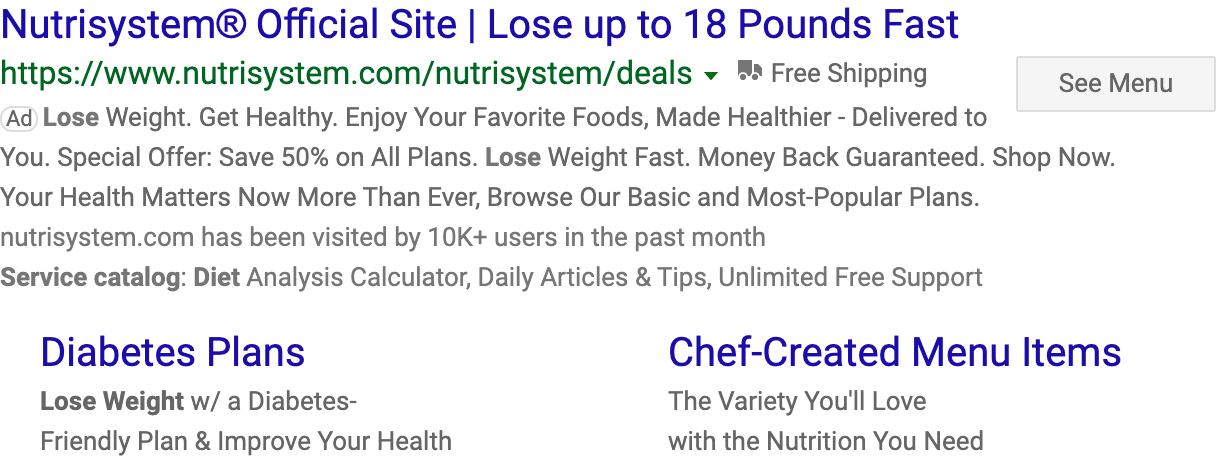 Nutrisystem® Official Site | Lose up to 18 Pounds Fast
https://www.nutrisystem.com/nutrisystem/deals Free Shipping
See Menu
Ad Lose Weight. Get Healthy. Enjoy Your Favorite Foods, Made Healthier - Delivered to
You. Special Offer: Save 50% on All Plans. Lose Weight Fast. Money Back Guaranteed. Shop Now.
Your Health Matters Now More Than Ever, Browse Our Basic and Most-Popular Plans.
nutrisystem.com has been visited by 10K+ users in the past month
Service catalog: Diet Analysis Calculator, Daily Articles & Tips, Unlimited Free Support
Diabetes Plans
Lose Weight w/ a Diabetes-
Friendly Plan & Improve Your Health
Chef-Created Menu Items
The Variety You'll Love
with the Nutrition You Need